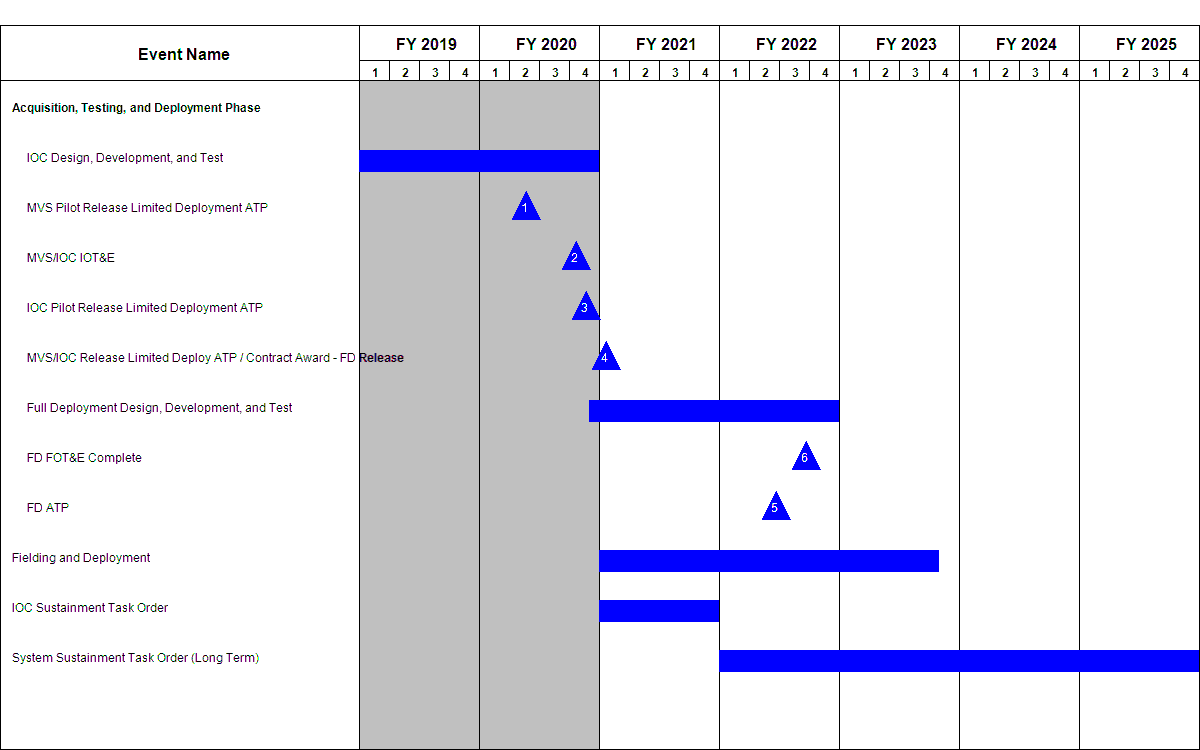 Event Name
FY 2019 FY 2020 FY 2021 FY 2022 FY 2023 FY 2024 FY 2025
1 2 3 4 1 2 3 4 1 2 3 4 1 2 3 4 1 2 3 4 1 2 3 4 1 2 3 4
Acquisition, Testing, and Deployment Phase
IOC Design, Development, and Test
MVS Pilot Release Limited Deployment ATP 1
MVS/IOC IOT&E 2
IOC Pilot Release Limited Deployment ATP 3
MVS/IOC Release Limited Deploy ATP / Contract Award - FD Release 4
Full Deployment Design, Development, and Test
FD FOT&E Complete 6
FD ATP 5
Fielding and Deployment
IOC Sustainment Task Order
System Sustainment Task Order (Long Term)